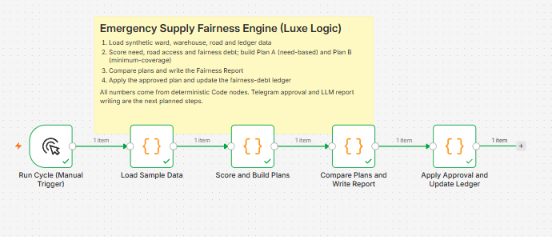 Emergency Supply Fairness Engine (Luxe Logic)
1. Load synthetic ward, warehouse, road and ledger data
2. Score need, road access and fairness debt; build Plan A (need-based) and Plan B
(minimum-coverage)
3. Compare plans and write the Fairness Report
4. Apply the approved plan and update the fairness-debt ledger
All numbers come from deterministic Code nodes. Telegram approval and LLM report
writing are the next planned steps.
1 item
1 item
1 item
1 item
1 item
Run Cycle (Manual
Trigger)
Load Sample Data
Score and Build Plans
Compare Plans and
Write Report
Apply Approval and
Update Ledger